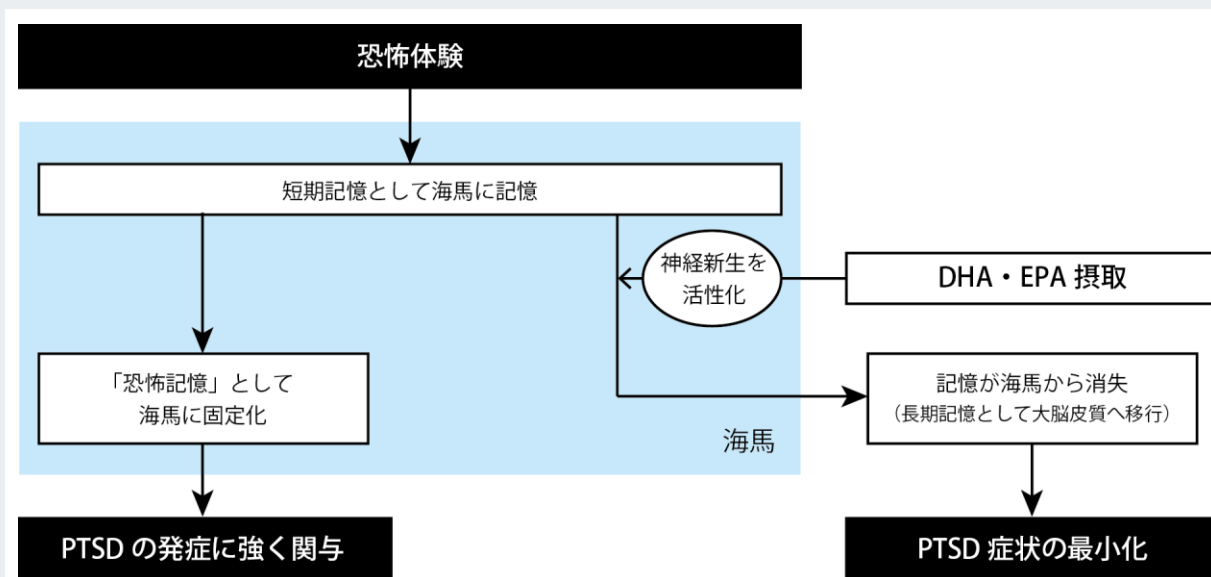 恐怖体験
短期記憶として海馬に記憶
神経新生を
活性化
DHA・EPA 摂取
「恐怖記憶」として
海馬に固定化
記憶が海馬から消失
（長期記憶として大脳皮質へ移行）
海馬
PTSD の発症に強く関与
PTSD 症状の最小化